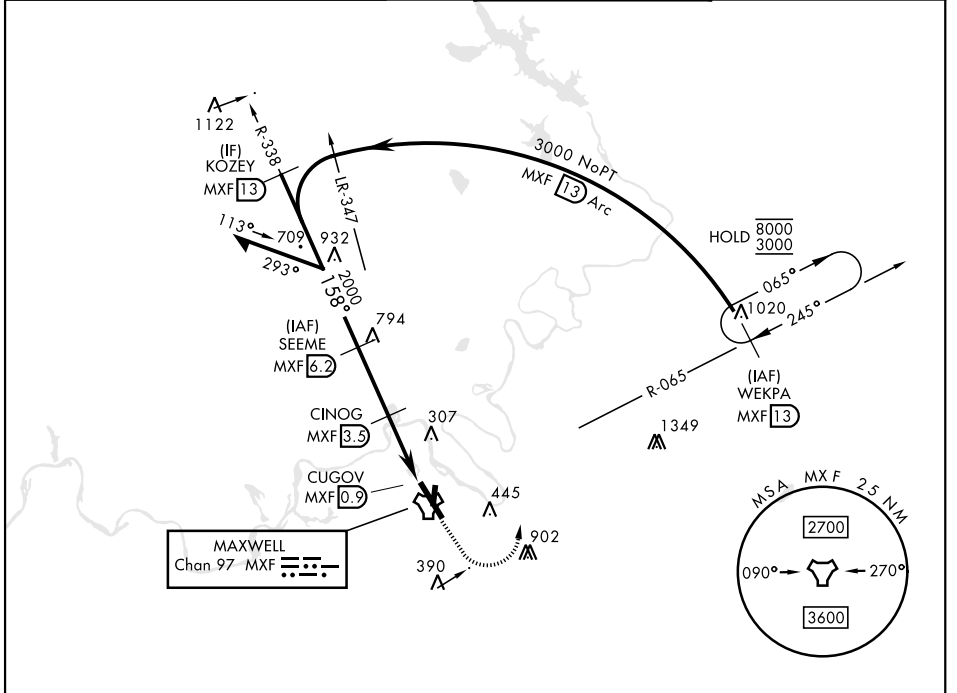 1122
R-338
(IF)
KOZEY
MXF 13
LR-347
3000 NoPT
MXF 13 Arc
HOLD 8000
3000
113°
709
932
293°
2000
158°
065°
1020
245°
(IAF)
SEEME
MXF 6.2
794
R-065
(IAF)
WEKPA
MXF 13
CINOG
MXF 3.5
307
1349
CUGOV
MXF 0.9
445
MSA MXF 25 NM
2700
MAXWELL
Chan 97 MXF
902
390
090°
270°
3600